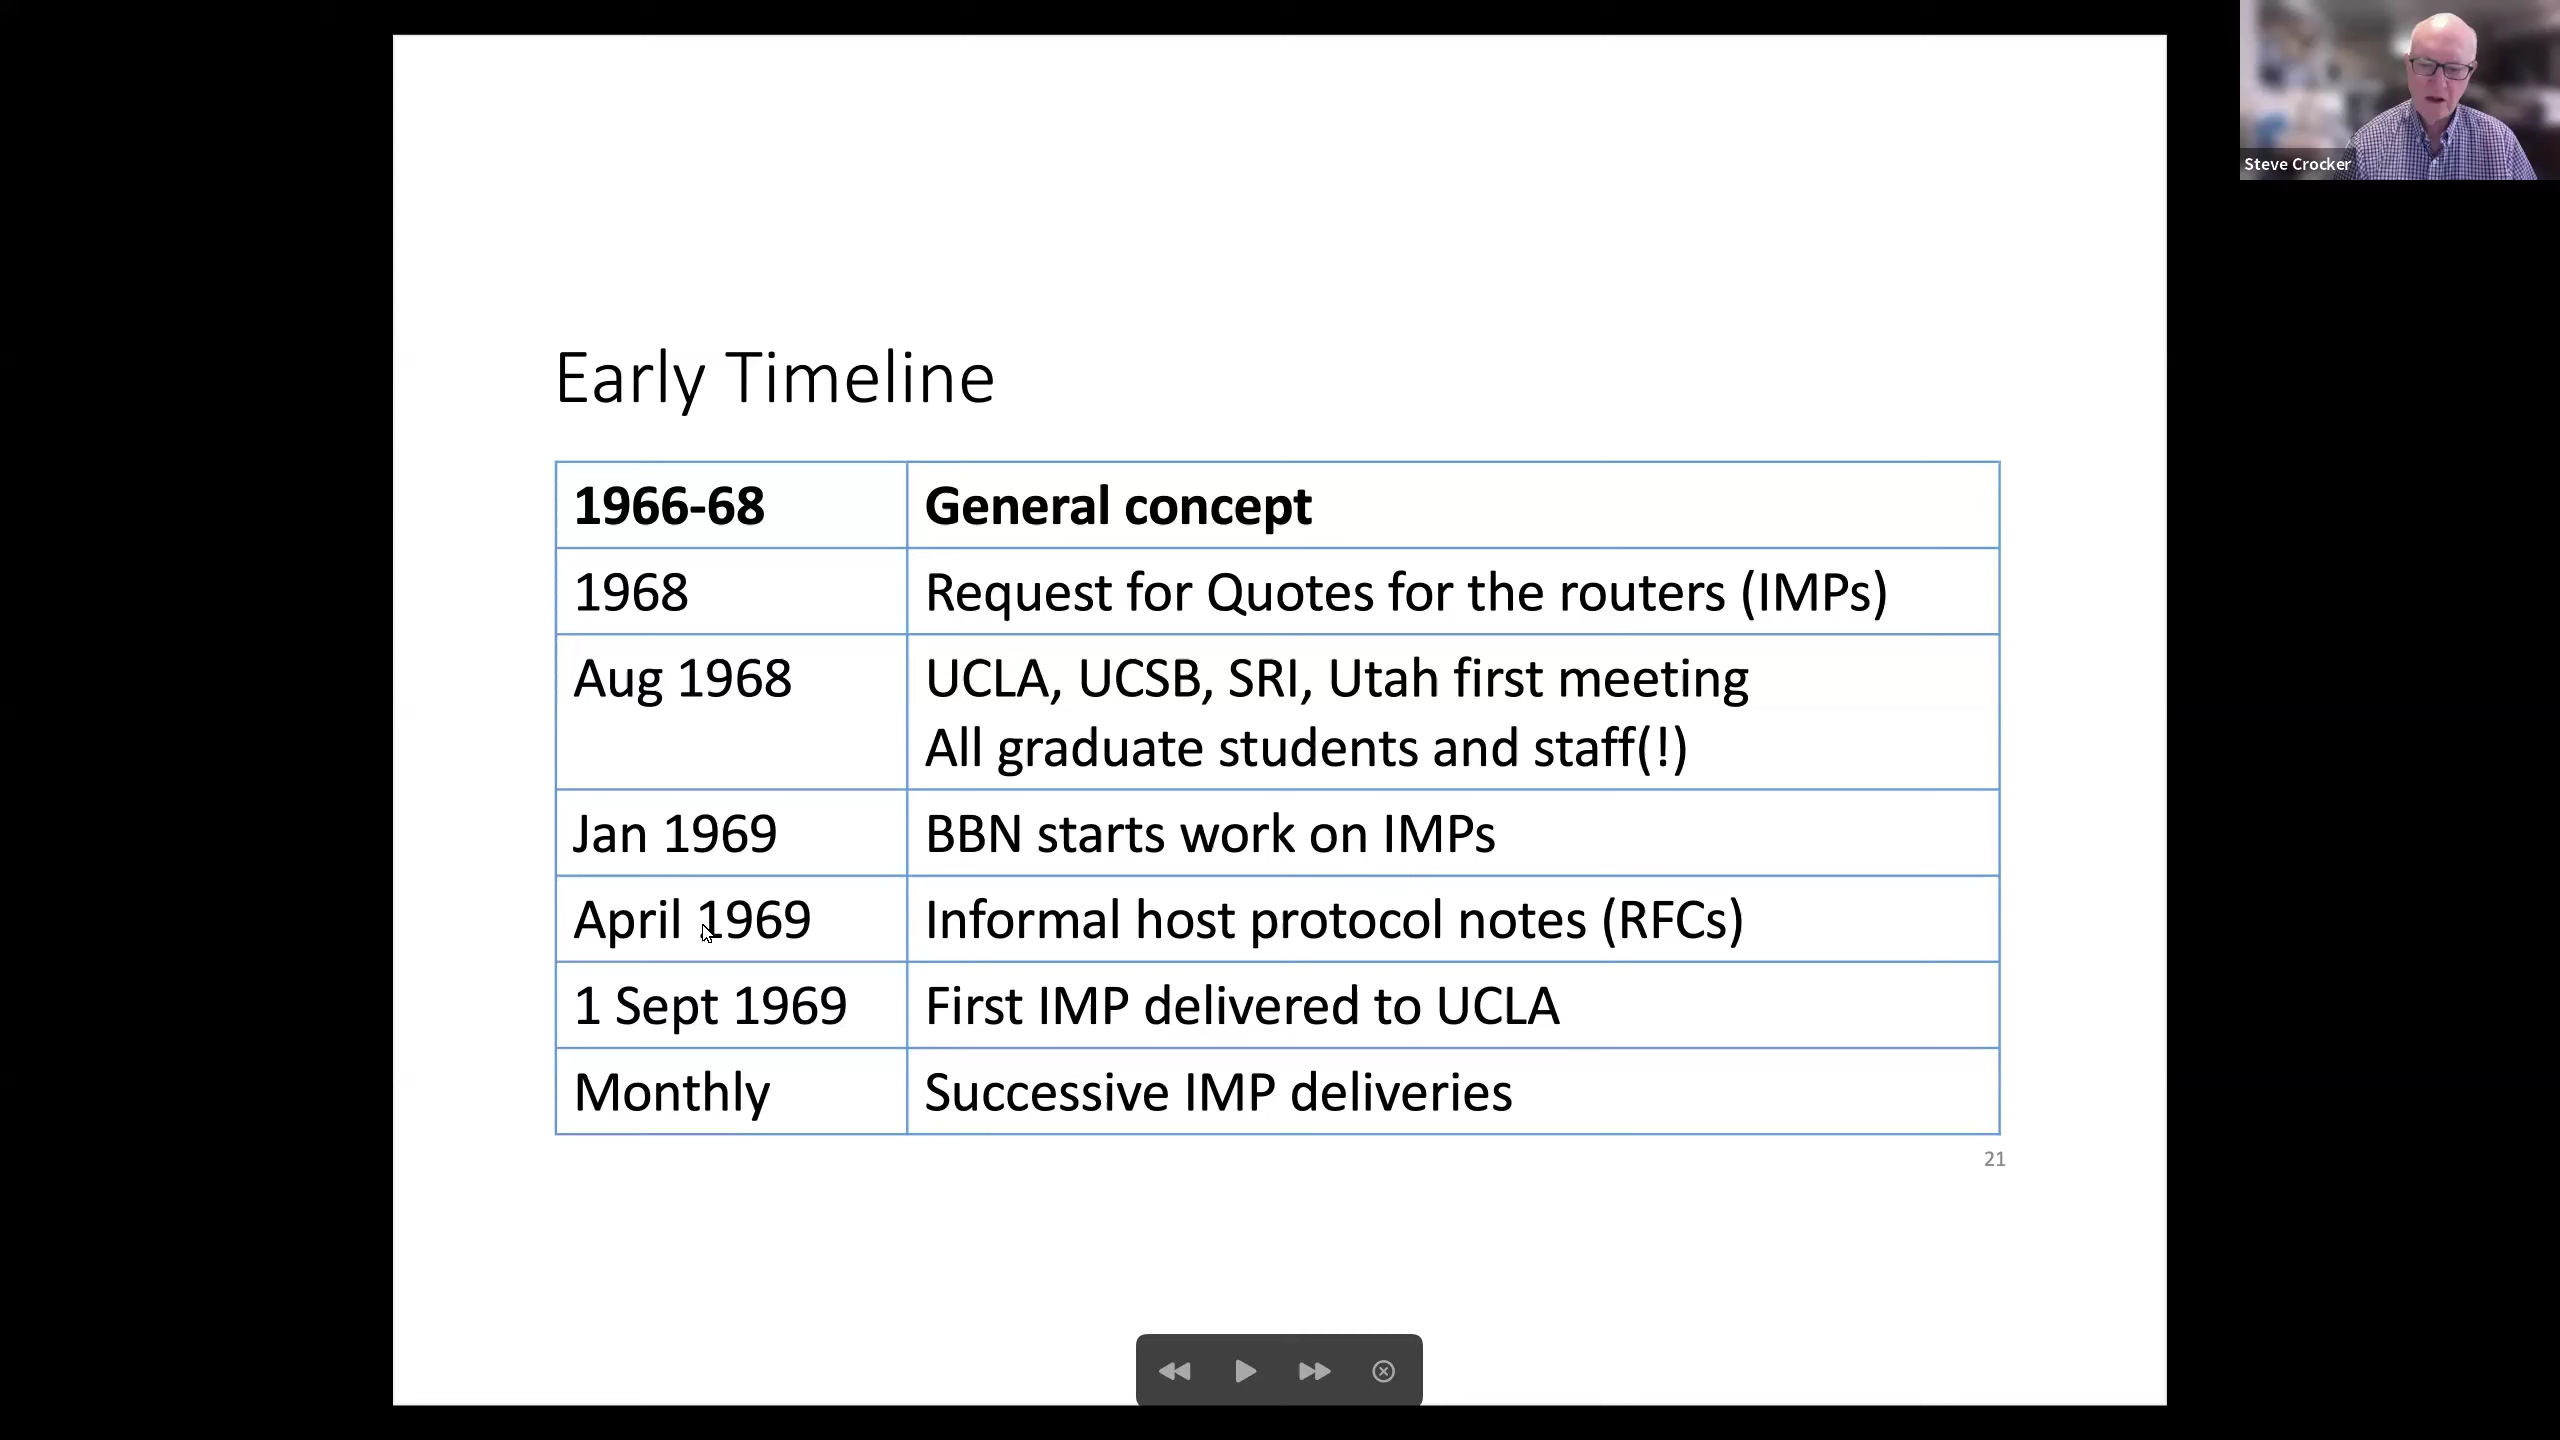 Steve Crocker
Early Timeline
1966-68 General concept
1968 Request for Quotes for the routers (IMPs)
Aug 1968 UCLA, UCSB, SRI, Utah first meeting
All graduate students and staff(!)
Jan 1969 BBN starts work on IMPs
April 1969 Informal host protocol notes (RFCs)
1 Sept 1969 First IMP delivered to UCLA
Monthly Successive IMP deliveries
21